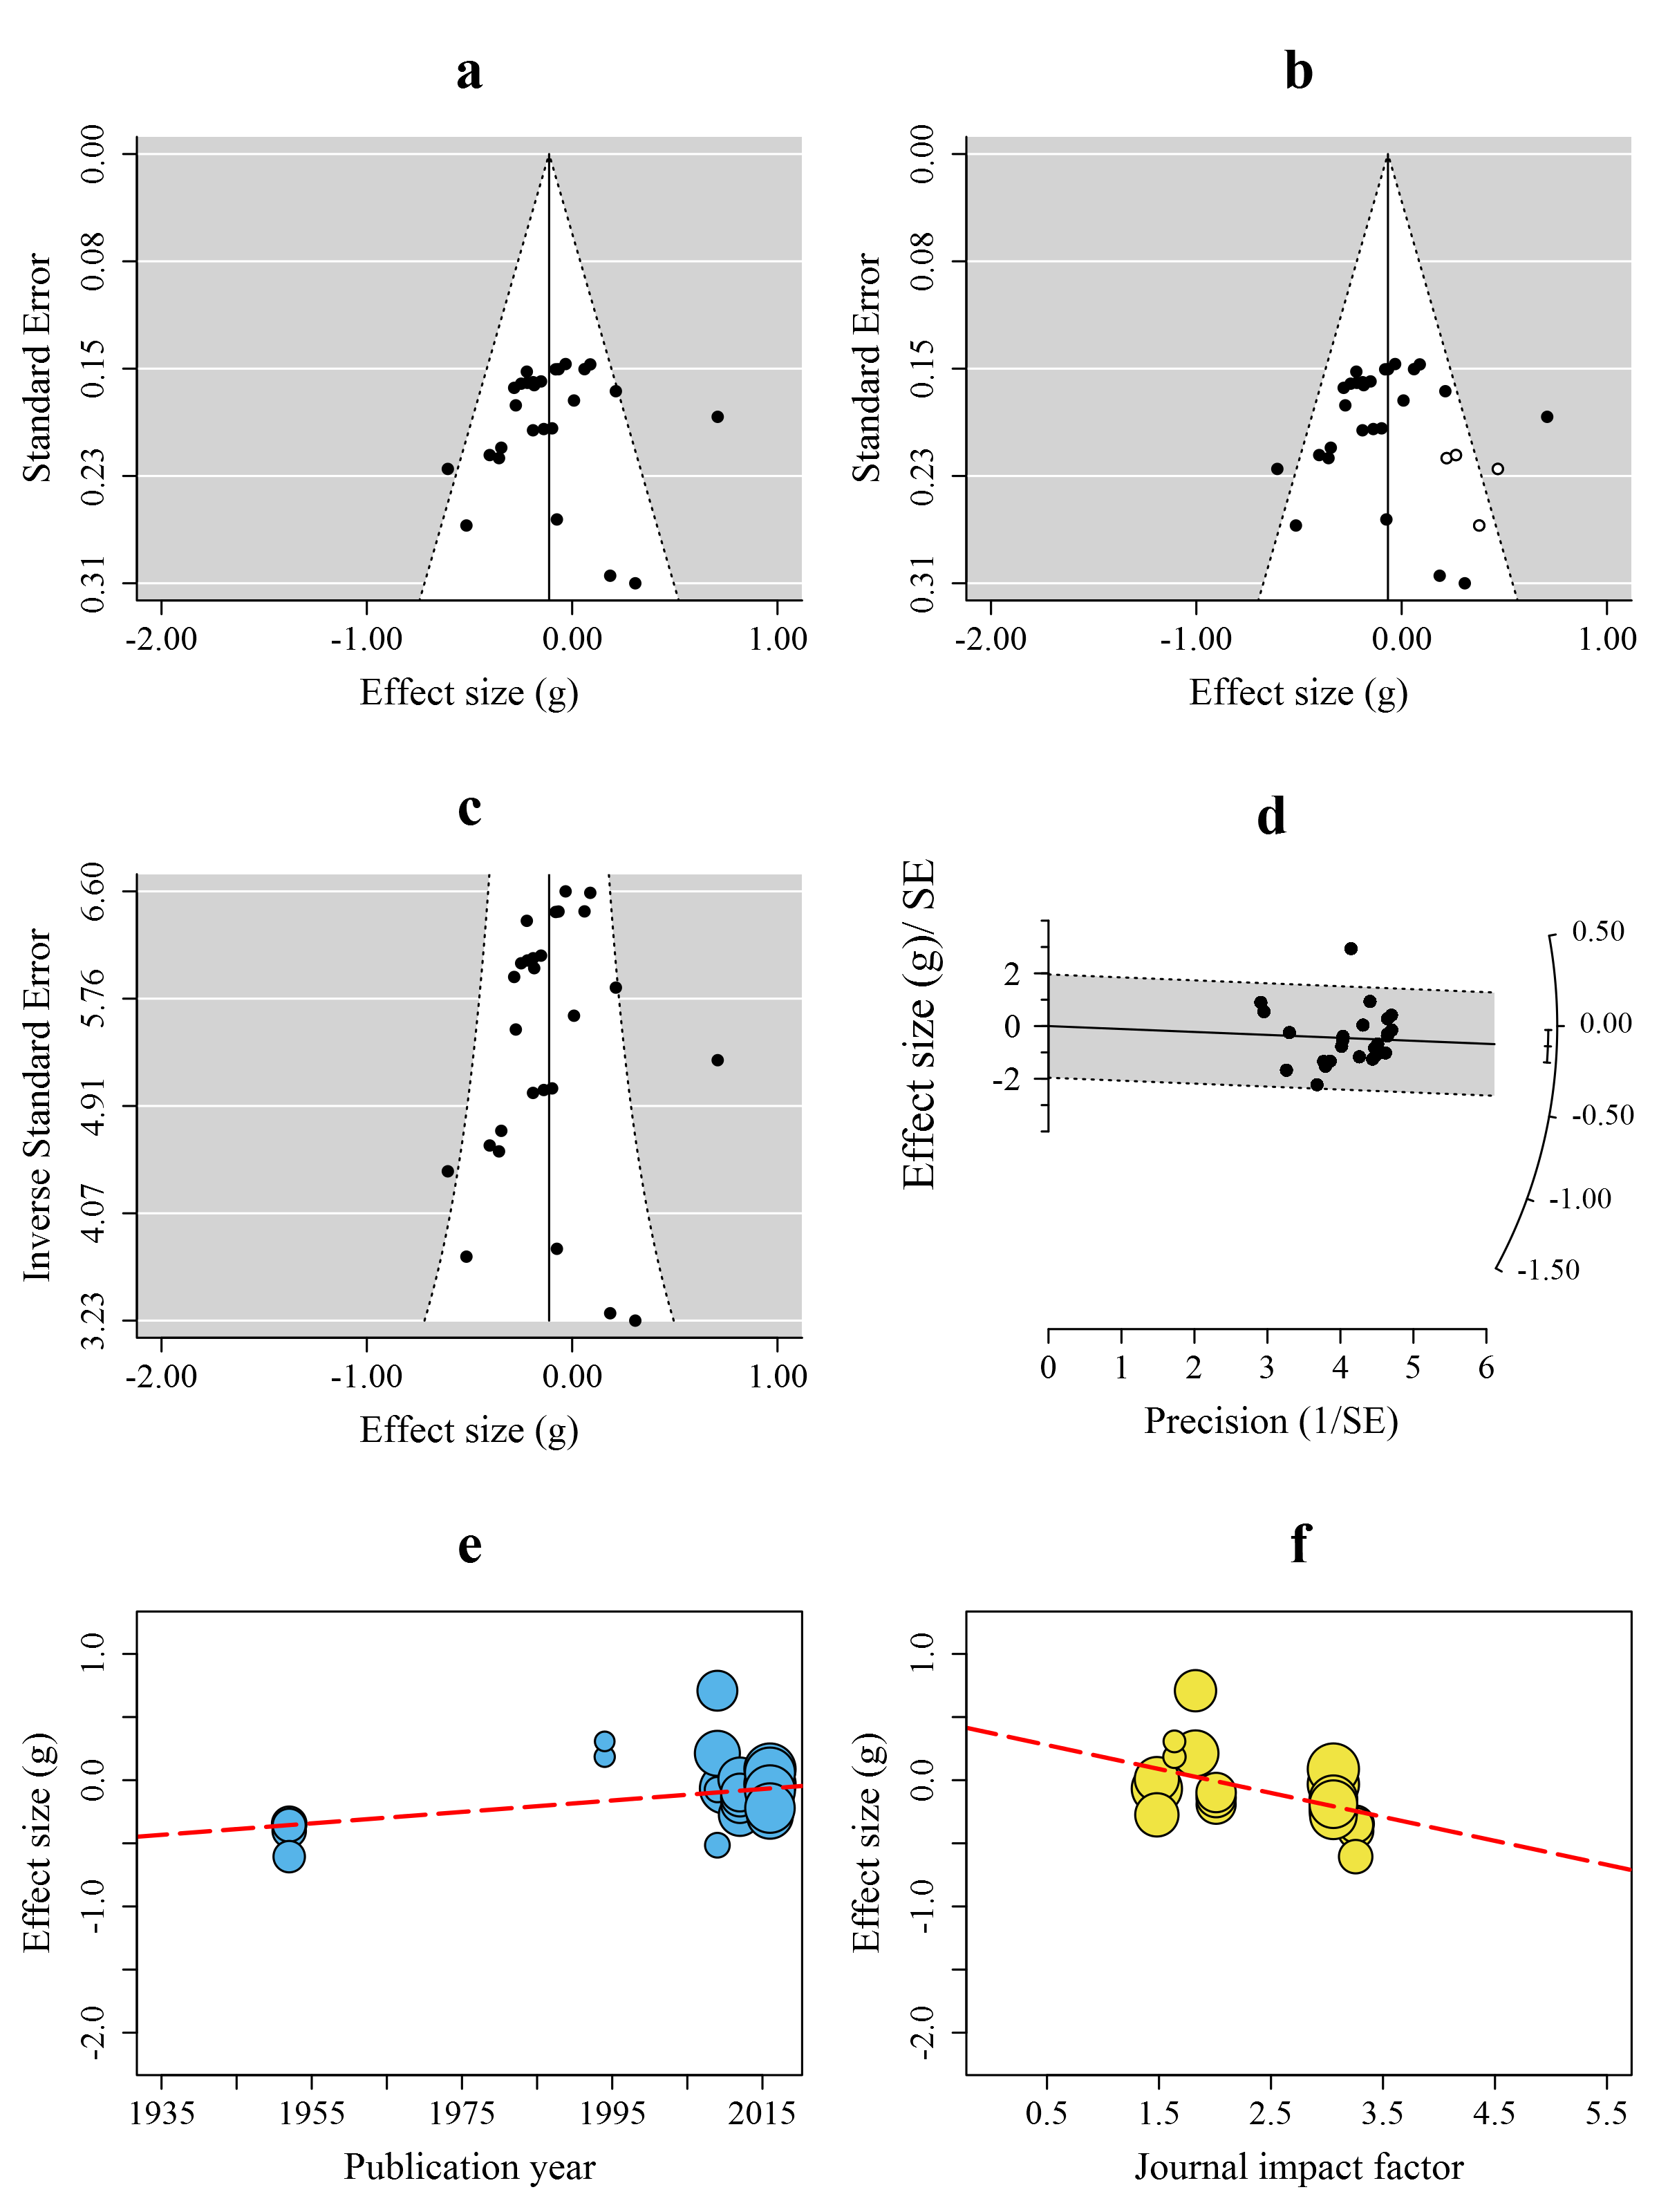 a
Standard Error
0.00
0.08
0.15
0.23
0.31
-2.00 -1.00 0.00 1.00
Effect size (g)
b
Standard Error
0.00
0.08
0.15
0.23
0.31
-2.00 -1.00 0.00 1.00
Effect size (g)
c
Inverse Standard Error
6.60
5.76
4.91
4.07
3.23
-2.00 -1.00 0.00 1.00
Effect size (g)
d
Effect size (g)/ SE
2
0
-2
0.50
0.00
-0.50
-1.00
-1.50
0 1 2 3 4 5 6
Precision (1/SE)
e
Effect size (g)
1.0
0.0
-1.0
-2.0
1935 1955 1975 1995 2015
Publication year
f
Effect size (g)
1.0
0.0
-1.0
-2.0
0.5 1.5 2.5 3.5 4.5 5.5
Journal impact factor